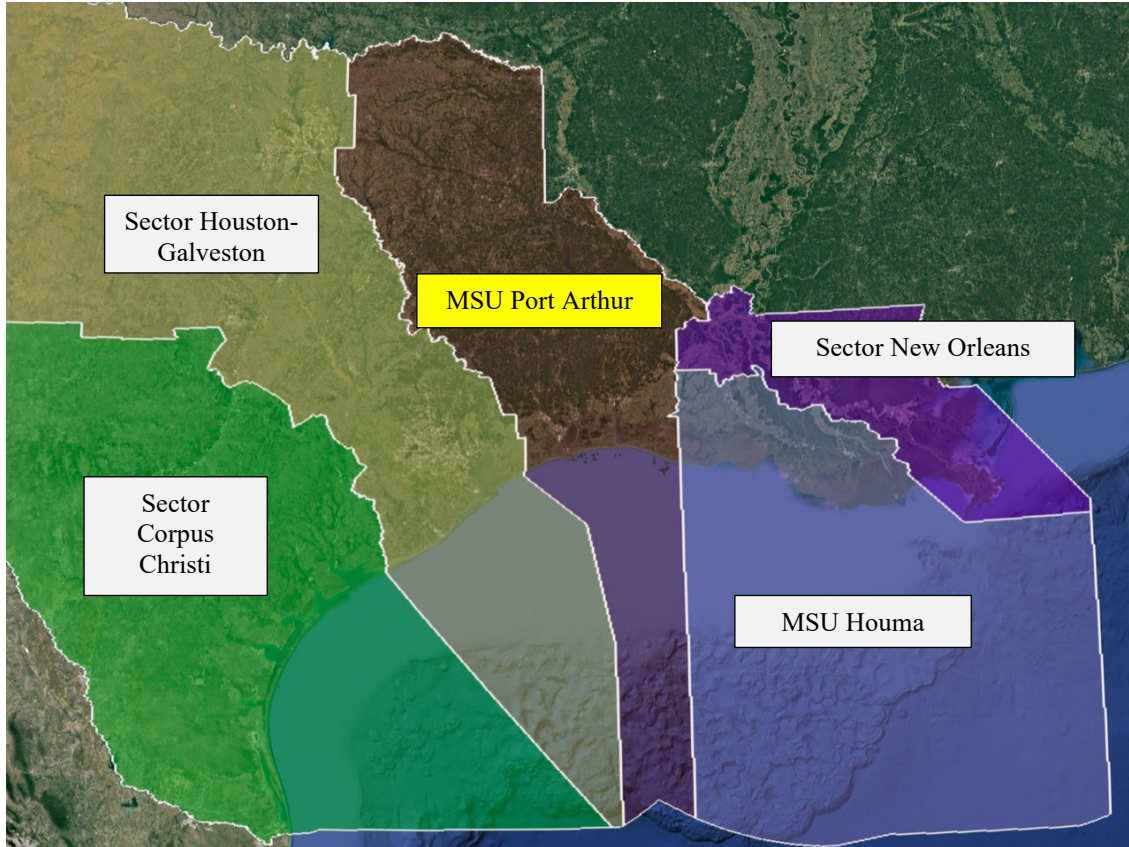 Sector Houston-
Galveston
MSU Port Arthur
Sector New Orleans
Sector
Corpus
Christi
MSU Houma